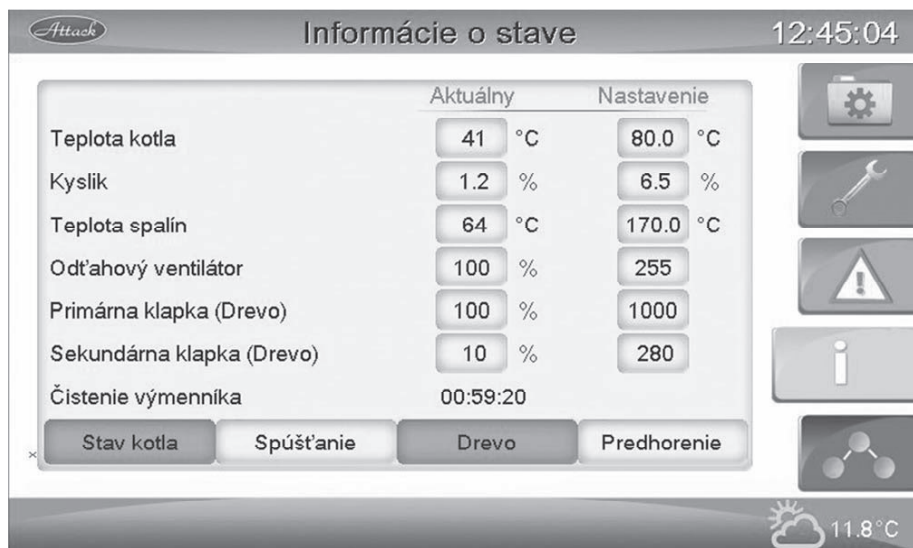 Attack Informácie o stave 12:45:04
Aktuálny Nastavenie
Teplota kotla 41 °C 80.0 °C
Kyslik 1.2 % 6.5 %
Teplota spalín 64 °C 170.0 °C
Odťahový ventilátor 100 % 255
Primárna klapka (Drevo) 100 % 1000
Sekundárna klapka (Drevo) 10 % 280
Čistenie výmenníka 00:59:20
Stav kotla Spúšťanie Drevo Predhorenie
11.8°C